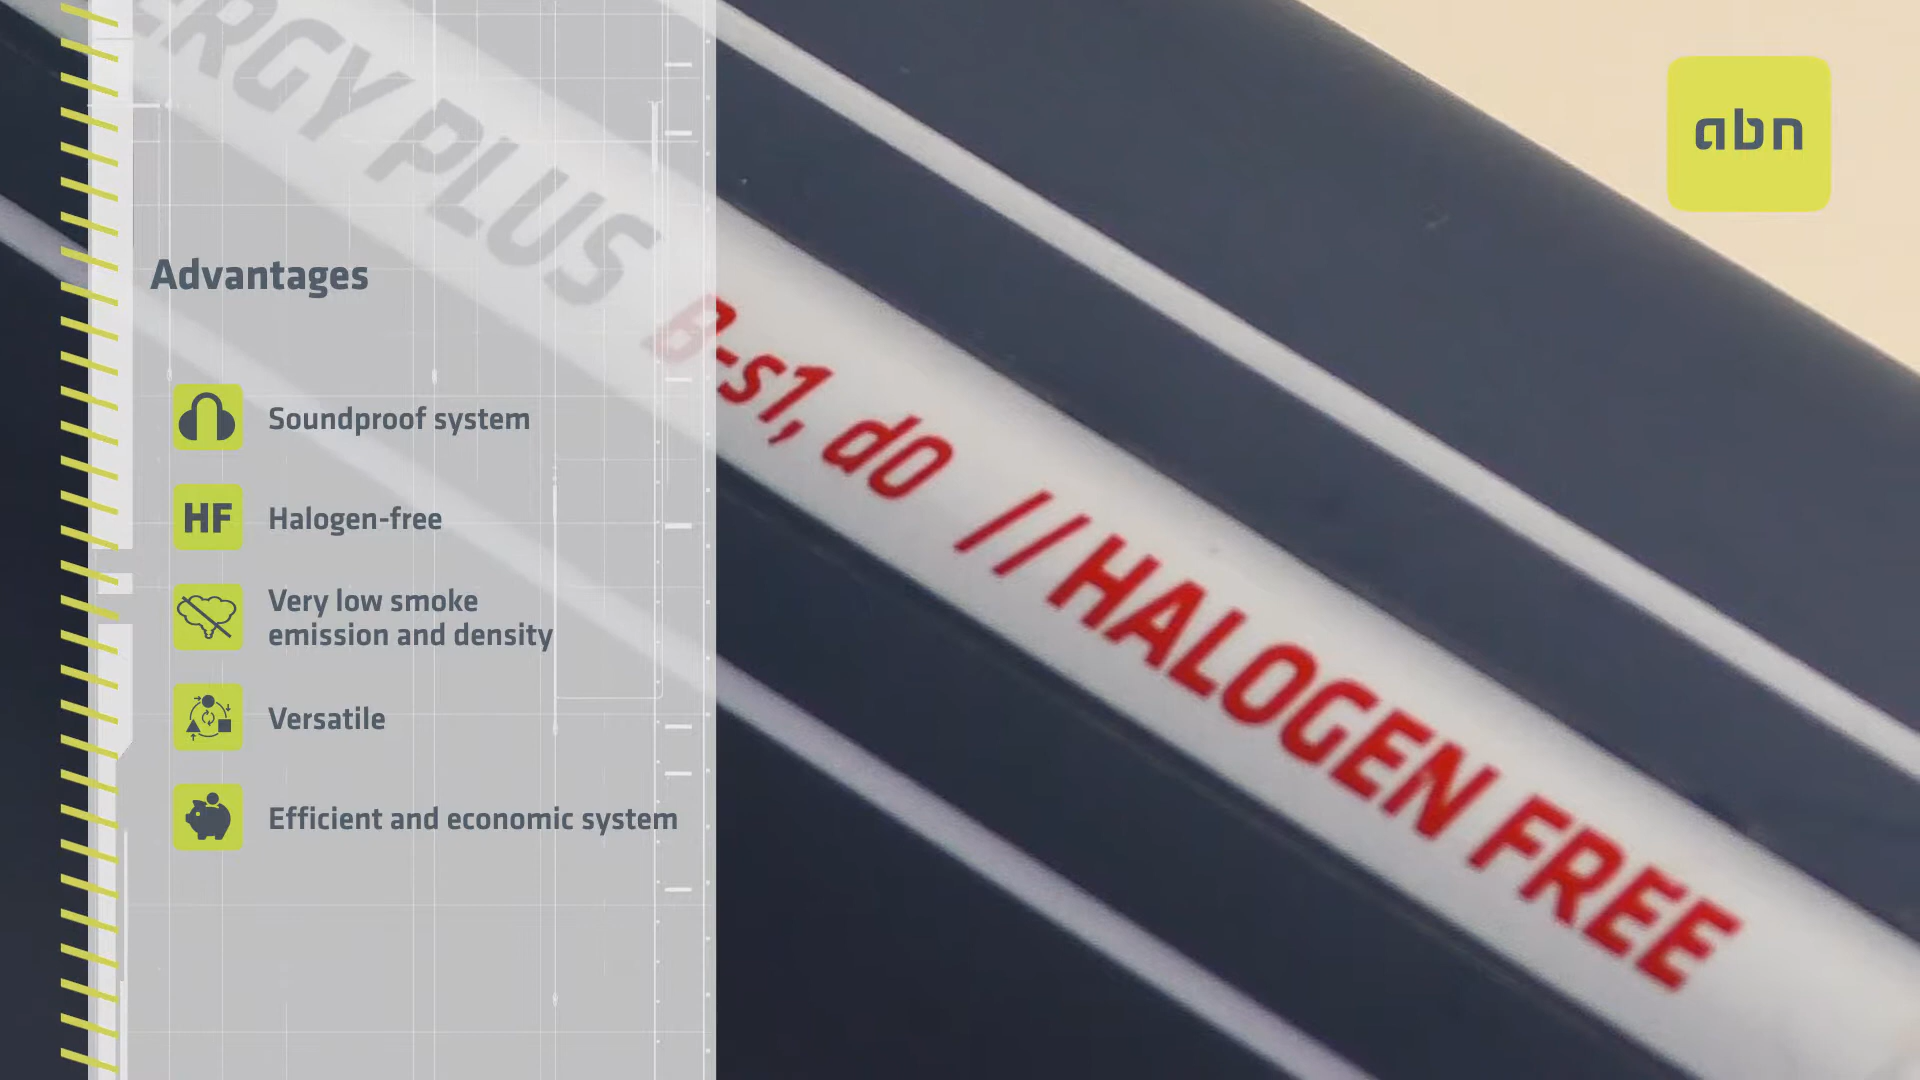 ERGY PLUS B-s1, d0 // HALOGEN FREE
abn
Advantages
Soundproof system
HF
Halogen-free
Very low smoke
emission and density
Versatile
Efficient and economic system